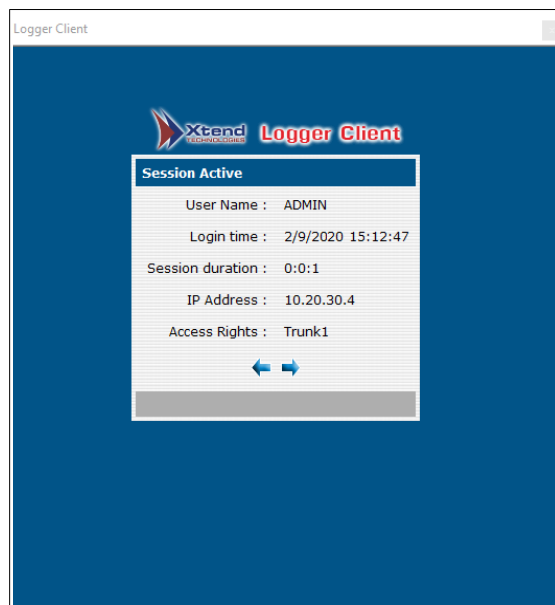 Logger Client
Xtend Logger Client
TECHNOLOGIES
Session Active
User Name : ADMIN
Login time : 2/9/2020 15:12:47
Session duration : 0:0:1
IP Address : 10.20.30.4
Access Rights : Trunk1